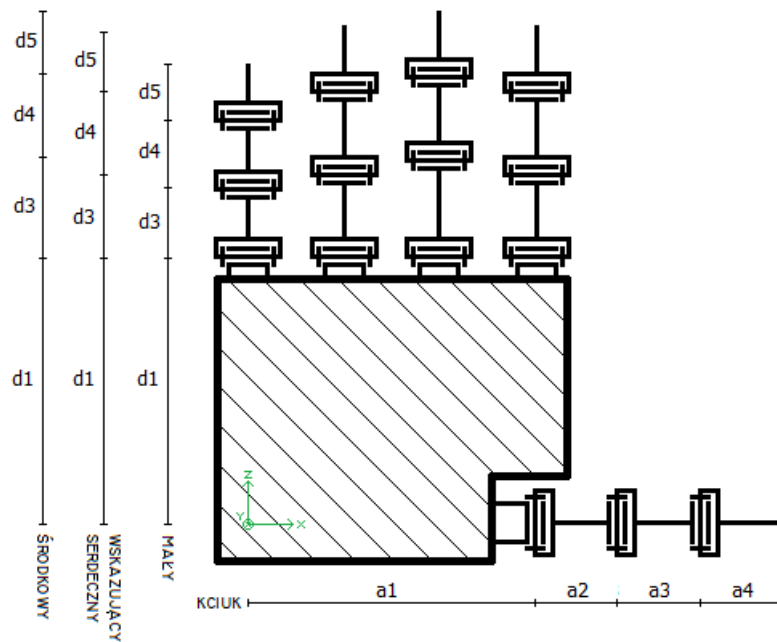 d5
d5
d5
d4
d4
d4
d3
d3
d3
d1
d1
d1
Z
Y
X
ŚRODKOWY
SERDECZNY
WSKAZUJĄCY
MAŁY
KCIUK
a1
a2
a3
a4